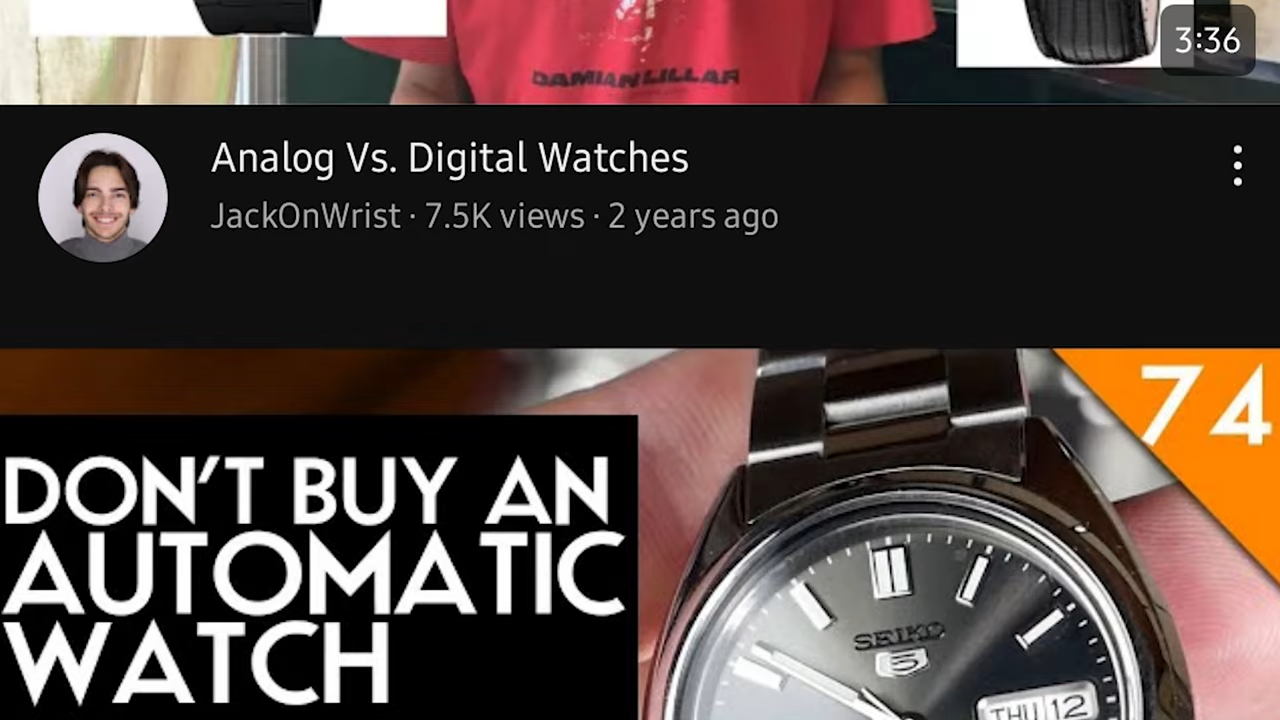 DAMIAN LILLAR
3:36
Analog Vs. Digital Watches
JackOnWrist · 7.5K views · 2 years ago
74
DON'T BUY AN
AUTOMATIC
WATCH
SEIKO
5
THU 12